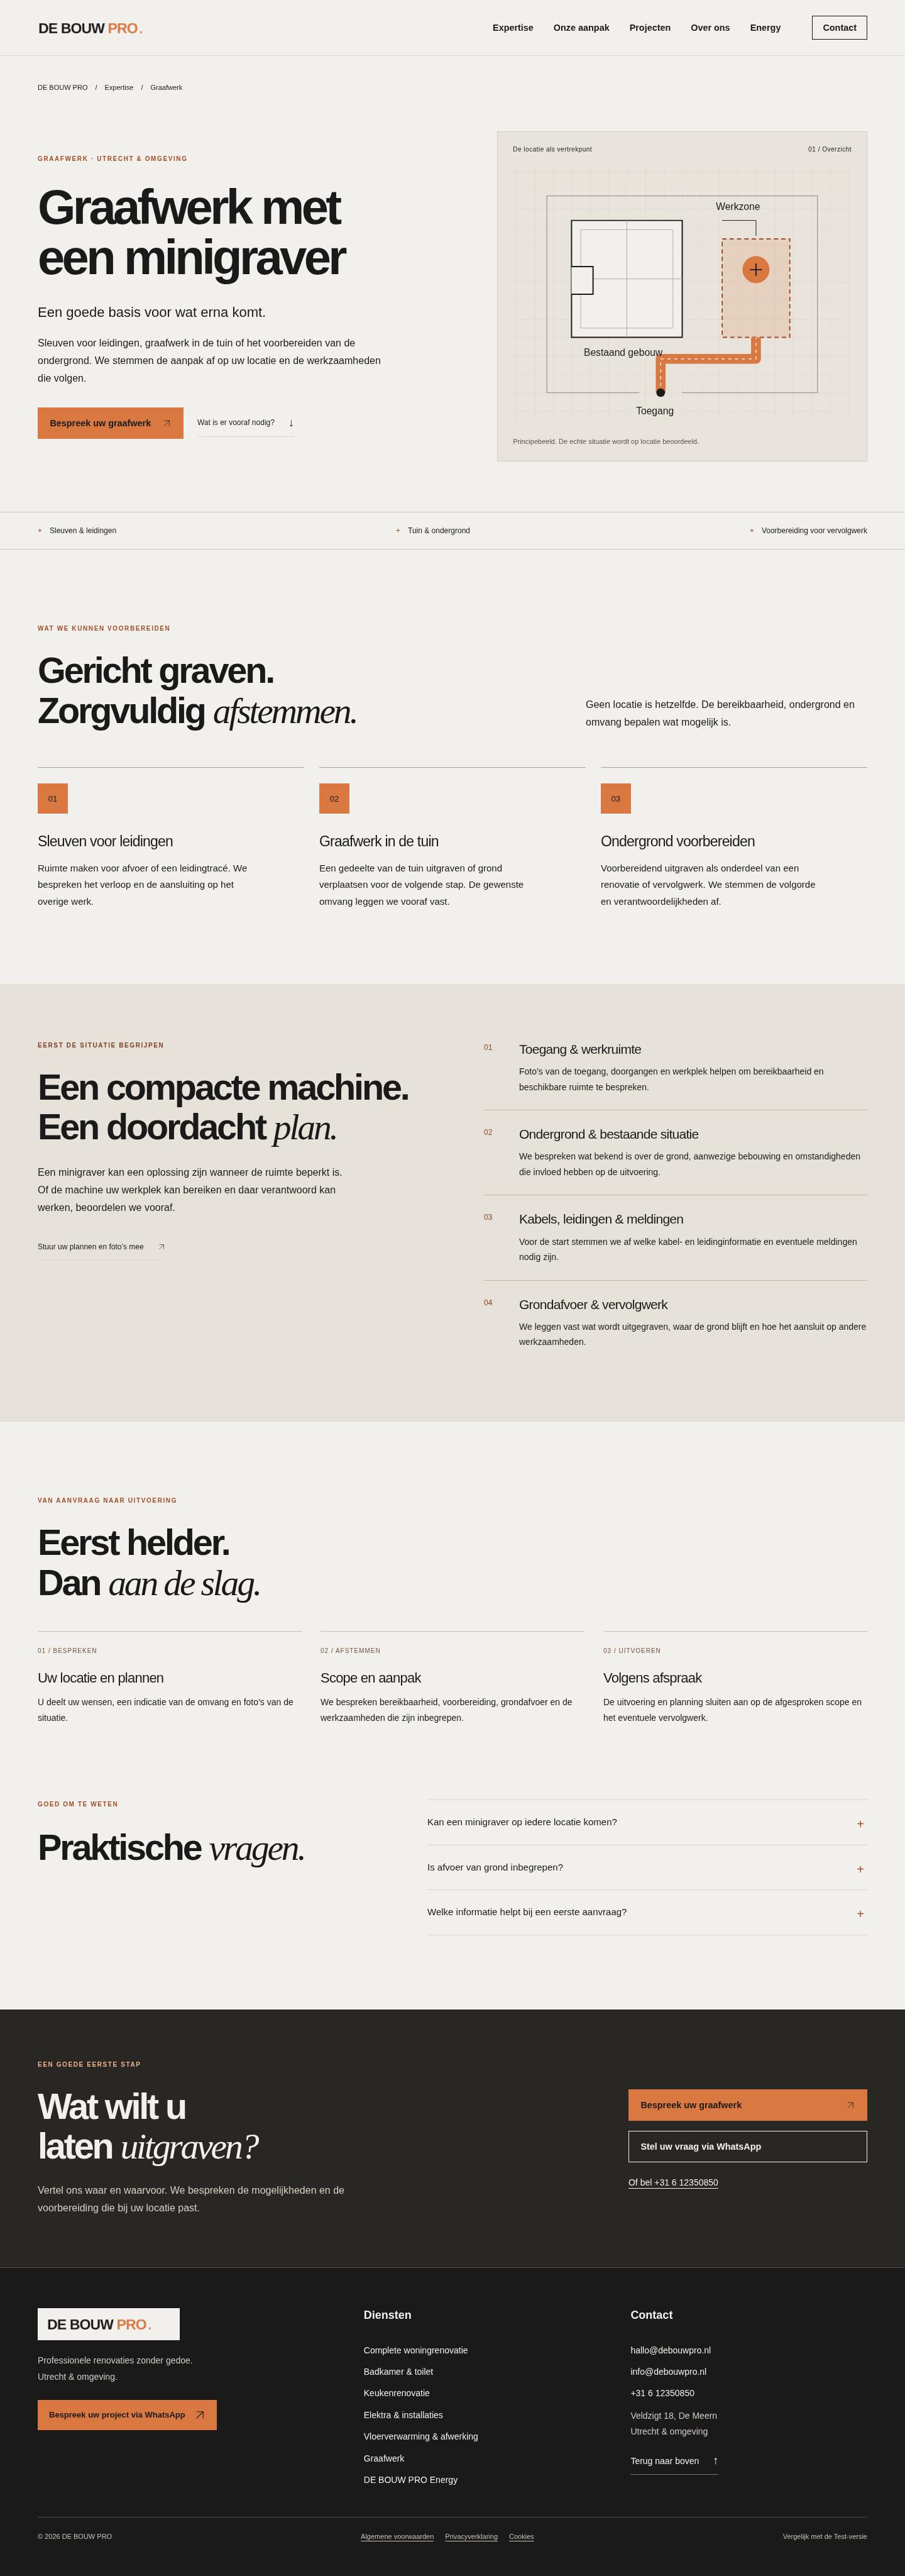 DE BOUW PRO.
Expertise Onze aanpak Projecten Over ons Energy Contact
DE BOUW PRO / Expertise / Graafwerk
GRAAFWERK · UTRECHT & OMGEVING
Graafwerk met
een minigraver
Een goede basis voor wat erna komt.
Sleuven voor leidingen, graafwerk in de tuin of het voorbereiden van de
ondergrond. We stemmen de aanpak af op uw locatie en de werkzaamheden
die volgen.
Bespreek uw graafwerk
Wat is er vooraf nodig? ↓
De locatie als vertrekpunt 01 / Overzicht
Werkzone
Bestaand gebouw
Toegang
Principebeeld. De echte situatie wordt op locatie beoordeeld.
+ Sleuven & leidingen + Tuin & ondergrond + Voorbereiding voor vervolgwerk
WAT WE KUNNEN VOORBEREIDEN
Gericht graven.
Zorgvuldig afstemmen.
Geen locatie is hetzelfde. De bereikbaarheid, ondergrond en
omvang bepalen wat mogelijk is.
01
Sleuven voor leidingen
Ruimte maken voor afvoer of een leidingtracé. We
bespreken het verloop en de aansluiting op het
overige werk.
02
Graafwerk in de tuin
Een gedeelte van de tuin uitgraven of grond
verplaatsen voor de volgende stap. De gewenste
omvang leggen we vooraf vast.
03
Ondergrond voorbereiden
Voorbereidend uitgraven als onderdeel van een
renovatie of vervolgwerk. We stemmen de volgorde
en verantwoordelijkheden af.
EERST DE SITUATIE BEGRIJPEN
Een compacte machine.
Een doordacht plan.
Een minigraver kan een oplossing zijn wanneer de ruimte beperkt is.
Of de machine uw werkplek kan bereiken en daar verantwoord kan
werken, beoordelen we vooraf.
Stuur uw plannen en foto's mee
01 Toegang & werkruimte
Foto's van de toegang, doorgangen en werkplek helpen om bereikbaarheid en
beschikbare ruimte te bespreken.
02 Ondergrond & bestaande situatie
We bespreken wat bekend is over de grond, aanwezige bebouwing en omstandigheden
die invloed hebben op de uitvoering.
03 Kabels, leidingen & meldingen
Voor de start stemmen we af welke kabel- en leidinginformatie en eventuele meldingen
nodig zijn.
04 Grondafvoer & vervolgwerk
We leggen vast wat wordt uitgegraven, waar de grond blijft en hoe het aansluit op andere
werkzaamheden.
VAN AANVRAAG NAAR UITVOERING
Eerst helder.
Dan aan de slag.
01 / BESPREKEN
Uw locatie en plannen
U deelt uw wensen, een indicatie van de omvang en foto's van de
situatie.
02 / AFSTEMMEN
Scope en aanpak
We bespreken bereikbaarheid, voorbereiding, grondafvoer en de
werkzaamheden die zijn inbegrepen.
03 / UITVOEREN
Volgens afspraak
De uitvoering en planning sluiten aan op de afgesproken scope en
het eventuele vervolgwerk.
GOED OM TE WETEN
Praktische vragen.
Kan een minigraver op iedere locatie komen? +
Is afvoer van grond inbegrepen? +
Welke informatie helpt bij een eerste aanvraag? +
EEN GOEDE EERSTE STAP
Wat wilt u
laten uitgraven?
Vertel ons waar en waarvoor. We bespreken de mogelijkheden en de
voorbereiding die bij uw locatie past.
Bespreek uw graafwerk
Stel uw vraag via WhatsApp
Of bel +31 6 12350850
DE BOUW PRO.
Professionele renovaties zonder gedoe.
Utrecht & omgeving.
Bespreek uw project via WhatsApp
Diensten
Complete woningrenovatie
Badkamer & toilet
Keukenrenovatie
Elektra & installaties
Vloerverwarming & afwerking
Graafwerk
DE BOUW PRO Energy
Contact
hallo@debouwpro.nl
info@debouwpro.nl
+31 6 12350850
Veldzigt 18, De Meern
Utrecht & omgeving
Terug naar boven ↑
© 2026 DE BOUW PRO
Algemene voorwaarden Privacyverklaring Cookies
Vergelijk met de Test-versie